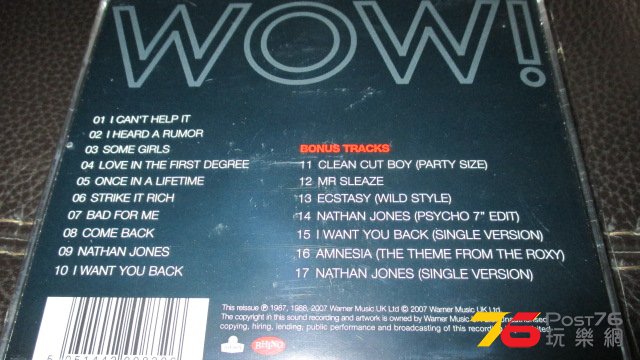 WOW!
01 I CAN'T HELP IT
02 I HEARD A RUMOR
03 SOME GIRLS
04 LOVE IN THE FIRST DEGREE
05 ONCE IN A LIFETIME
06 STRIKE IT RICH
07 BAD FOR ME
08 COME BACK
09 NATHAN JONES
10 I WANT YOU BACK
BONUS TRACKS
11 CLEAN CUT BOY (PARTY SIZE)
12 MR SLEAZE
13 ECSTASY (WILD STYLE)
14 NATHAN JONES (PSYCHO 7" EDIT)
15 I WANT YOU BACK (SINGLE VERSION)
16 AMNESIA (THE THEME FROM THE ROXY)
17 NATHAN JONES (SINGLE VERSION)
This reissue ℗ 1987, 1988, 2007 Warner Music UK Ltd © 2007 Warner Music UK Ltd.
Copyright in this sound recording and artwork is owned by Warner Music
copying, hiring, lending, public performance and broadcasting of this
RHINO
76 Post76
玩樂網